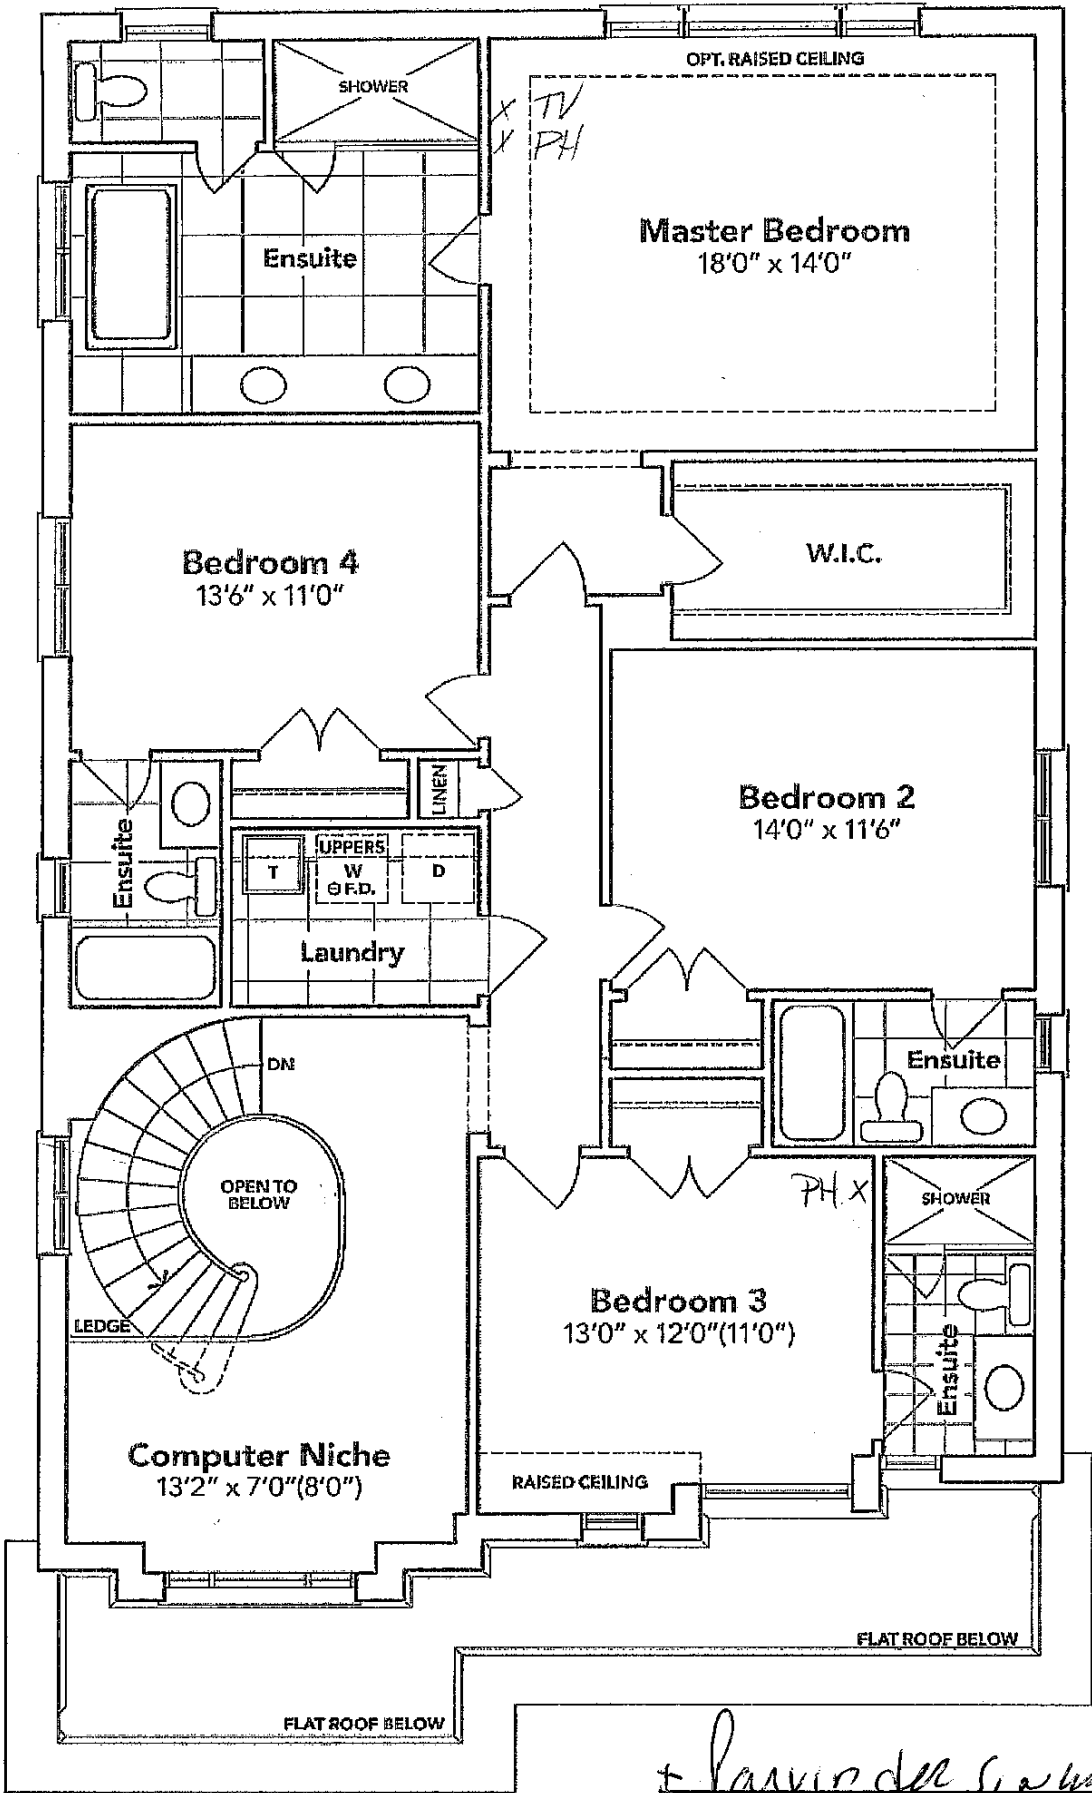 OPT. RAISED CEILING
SHOWER
X TV
X PH
Master Bedroom
18'0" x 14'0"
Ensuite
W.I.C.
Bedroom 4
13'6" x 11'0"
LINEN
Bedroom 2
14'0" x 11'6"
Ensuite
UPPERS
T
W
D
F.D.
Laundry
Ensuite
DN
OPEN TO
BELOW
PH X
SHOWER
Bedroom 3
13'0" x 12'0"(11'0")
LEDGE
Ensuite
Computer Niche
13'2" x 7'0"(8'0")
RAISED CEILING
FLAT ROOF BELOW
FLAT ROOF BELOW
Parvinder